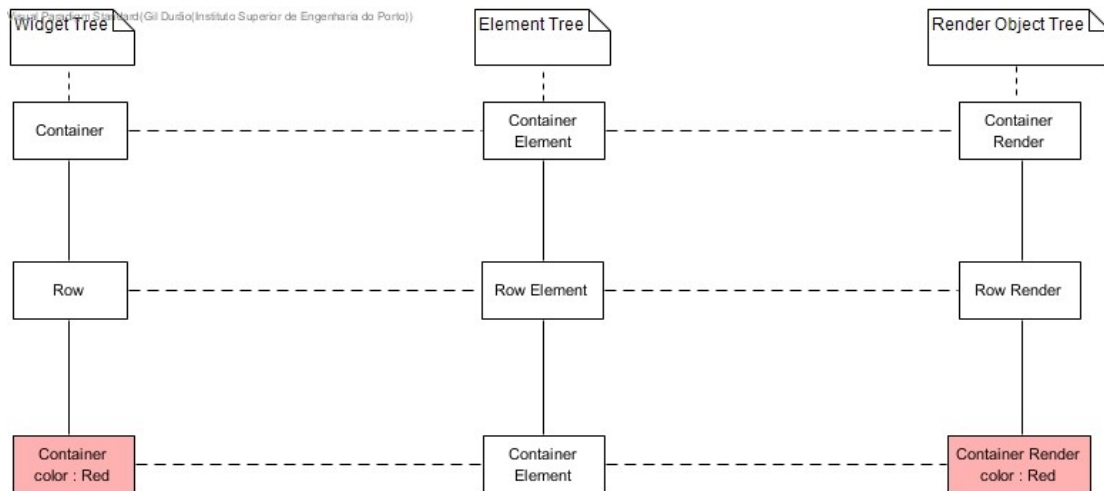 Visual Paradigm Standard(Gil Durão(Instituto Superior de Engenharia do Porto))
Widget Tree
Element Tree
Render Object Tree
Container
Container
Element
Container
Render
Row
Row Element
Row Render
Container
color : Red
Container
Element
Container Render
color : Red